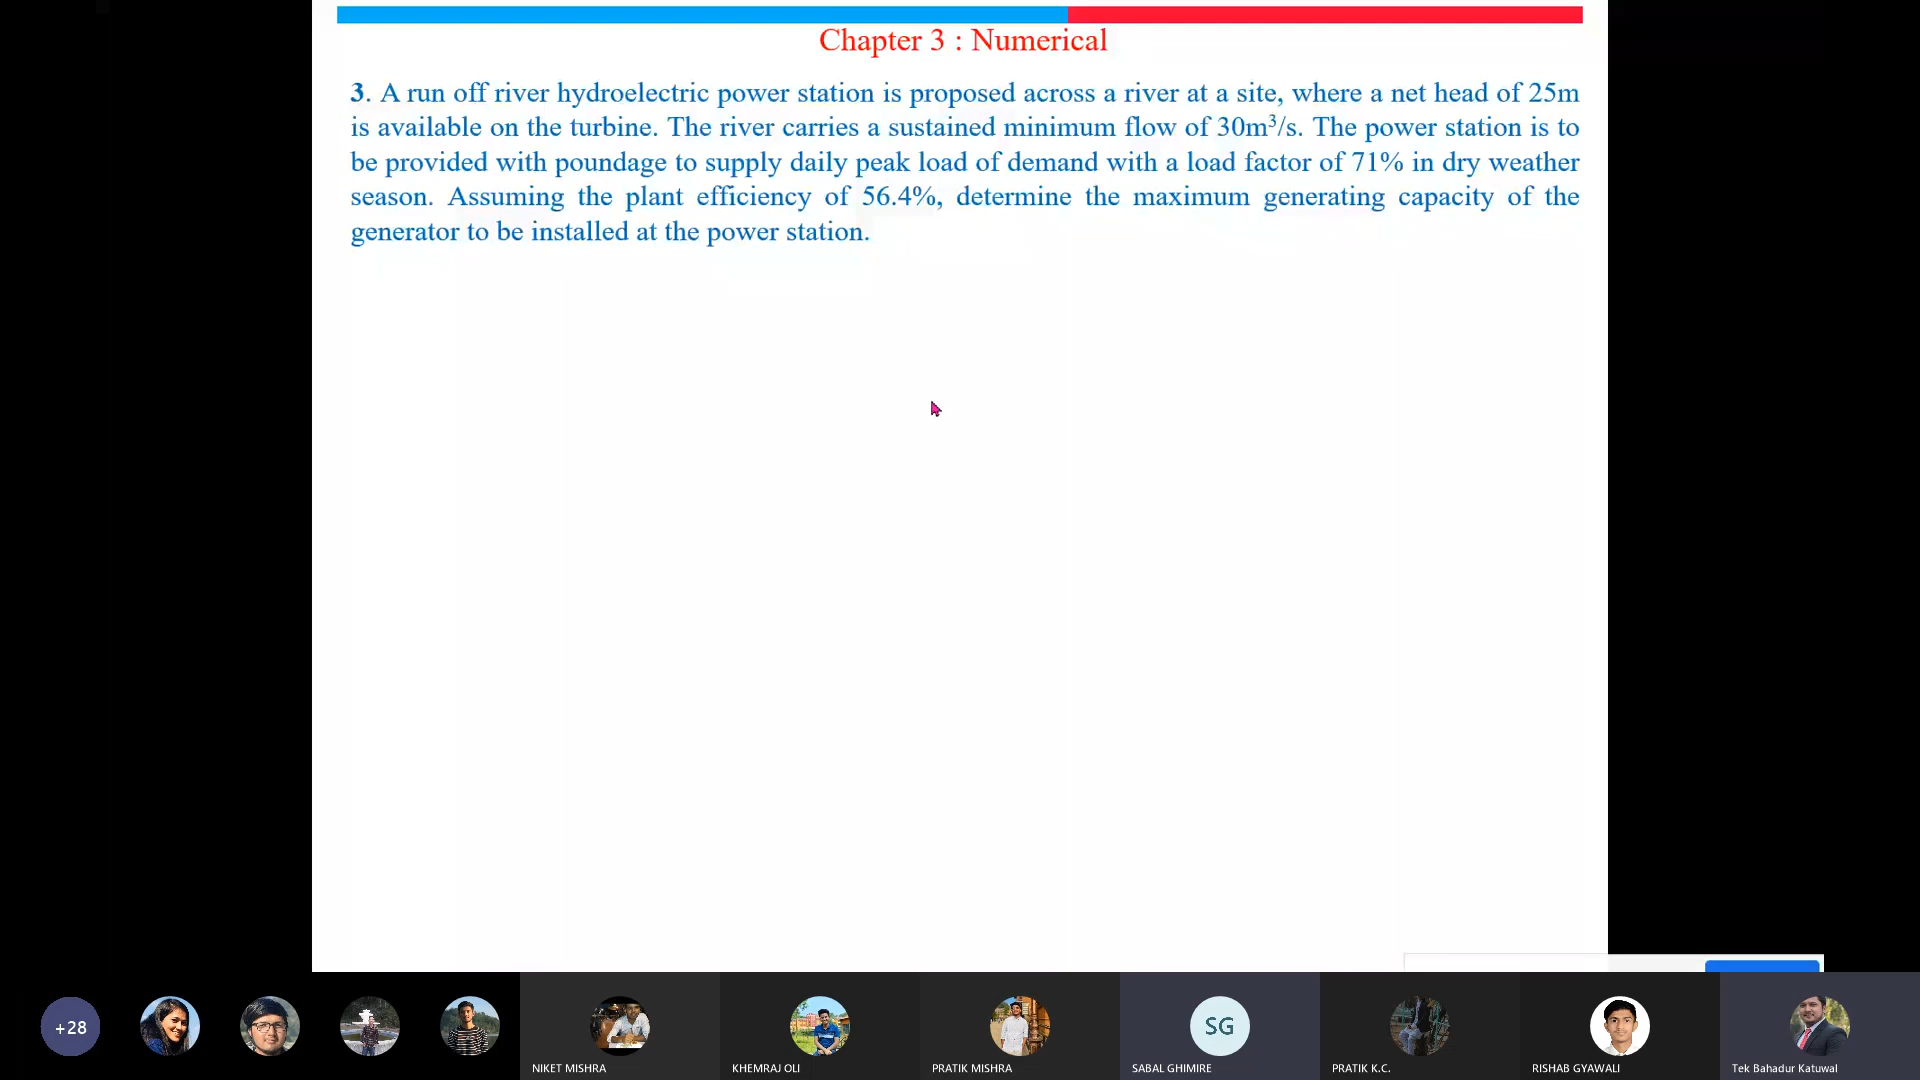 Chapter 3 : Numerical
3. A run off river hydroelectric power station is proposed across a river at a site, where a net head of 25m
is available on the turbine. The river carries a sustained minimum flow of 30m³/s. The power station is to
be provided with poundage to supply daily peak load of demand with a load factor of 71% in dry weather
season. Assuming the plant efficiency of 56.4%, determine the maximum generating capacity of the
generator to be installed at the power station.
+28
SG
NIKET MISHRA
KHEMRAJ OLI
PRATIK MISHRA
SABAL GHIMIRE
PRATIK K.C.
RISHAB GYAWALI
Tek Bahadur Katuwal